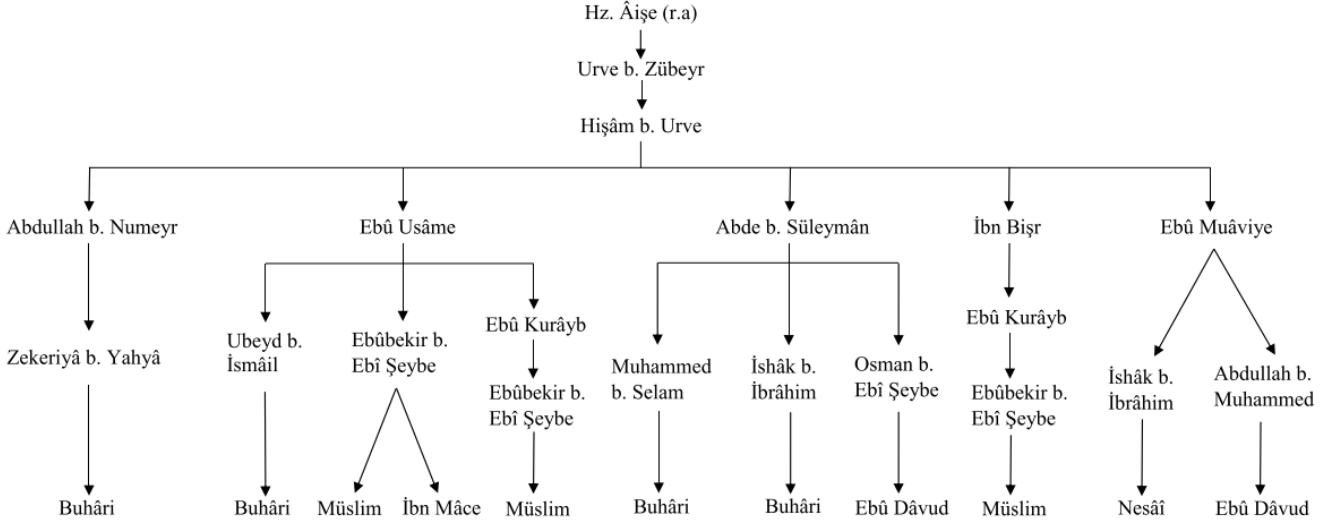 Hz. Âişe (r.a)
Urve b. Zübeyr
Hişâm b. Urve
Abdullah b. Numeyr
Ebû Usâme
Abde b. Süleymân
İbn Bişr
Ebû Muâviye
Zekeriyâ b. Yahyâ
Ubeyd b.
İsmâil
Ebûbekir b.
Ebî Şeybe
Ebû Kurâyb
Ebûbekir b.
Ebî Şeybe
Muhammed
b. Selam
İshâk b.
İbrâhim
Osman b.
Ebî Şeybe
Ebû Kurâyb
Ebûbekir b.
Ebî Şeybe
İshâk b.
İbrâhim
Abdullah b.
Muhammed
Buhâri
Buhâri
Müslim
İbn Mâce
Müslim
Buhâri
Buhâri
Ebû Dâvud
Müslim
Nesâî
Ebû Dâvud